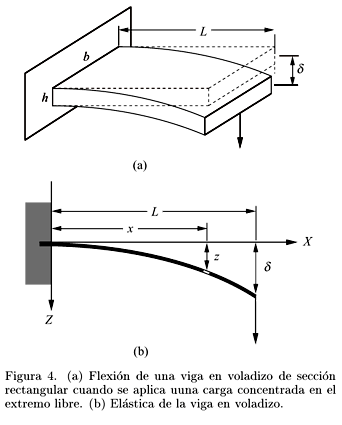 L
b
h
δ
(a)
L
x
X
z
δ
Z
(b)
Figura 4. (a) Flexión de una viga en voladizo de sección
rectangular cuando se aplica uuna carga concentrada en el
extremo libre. (b) Elástica de la viga en voladizo.